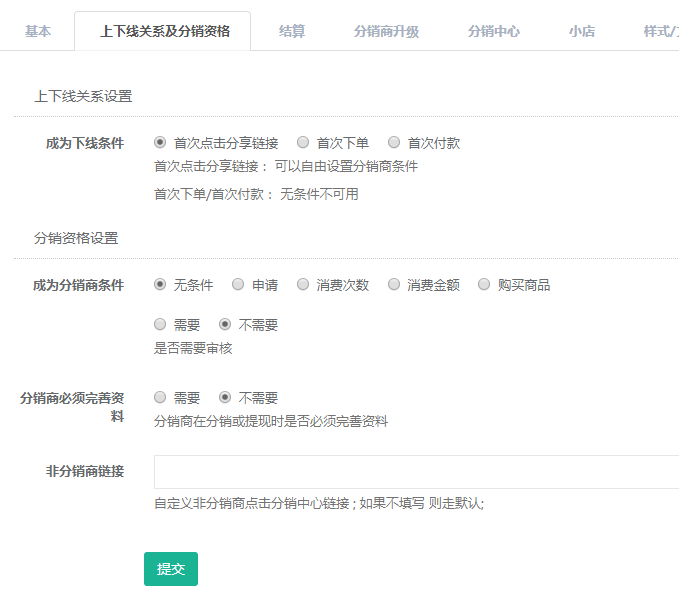 基本 上下线关系及分销资格 结算 分销商升级 分销中心 小店 样式/
上下线关系设置
成为下线条件 首次点击分享链接 首次下单 首次付款
首次点击分享链接： 可以自由设置分销商条件
首次下单/首次付款： 无条件不可用
分销资格设置
成为分销商条件 无条件 申请 消费次数 消费金额 购买商品
需要 不需要
是否需要审核
分销商必须完善资料 需要 不需要
分销商在分销或提现时是否必须完善资料
非分销商链接
自定义非分销商点击分销中心链接 ; 如果不填写 则走默认;
提交